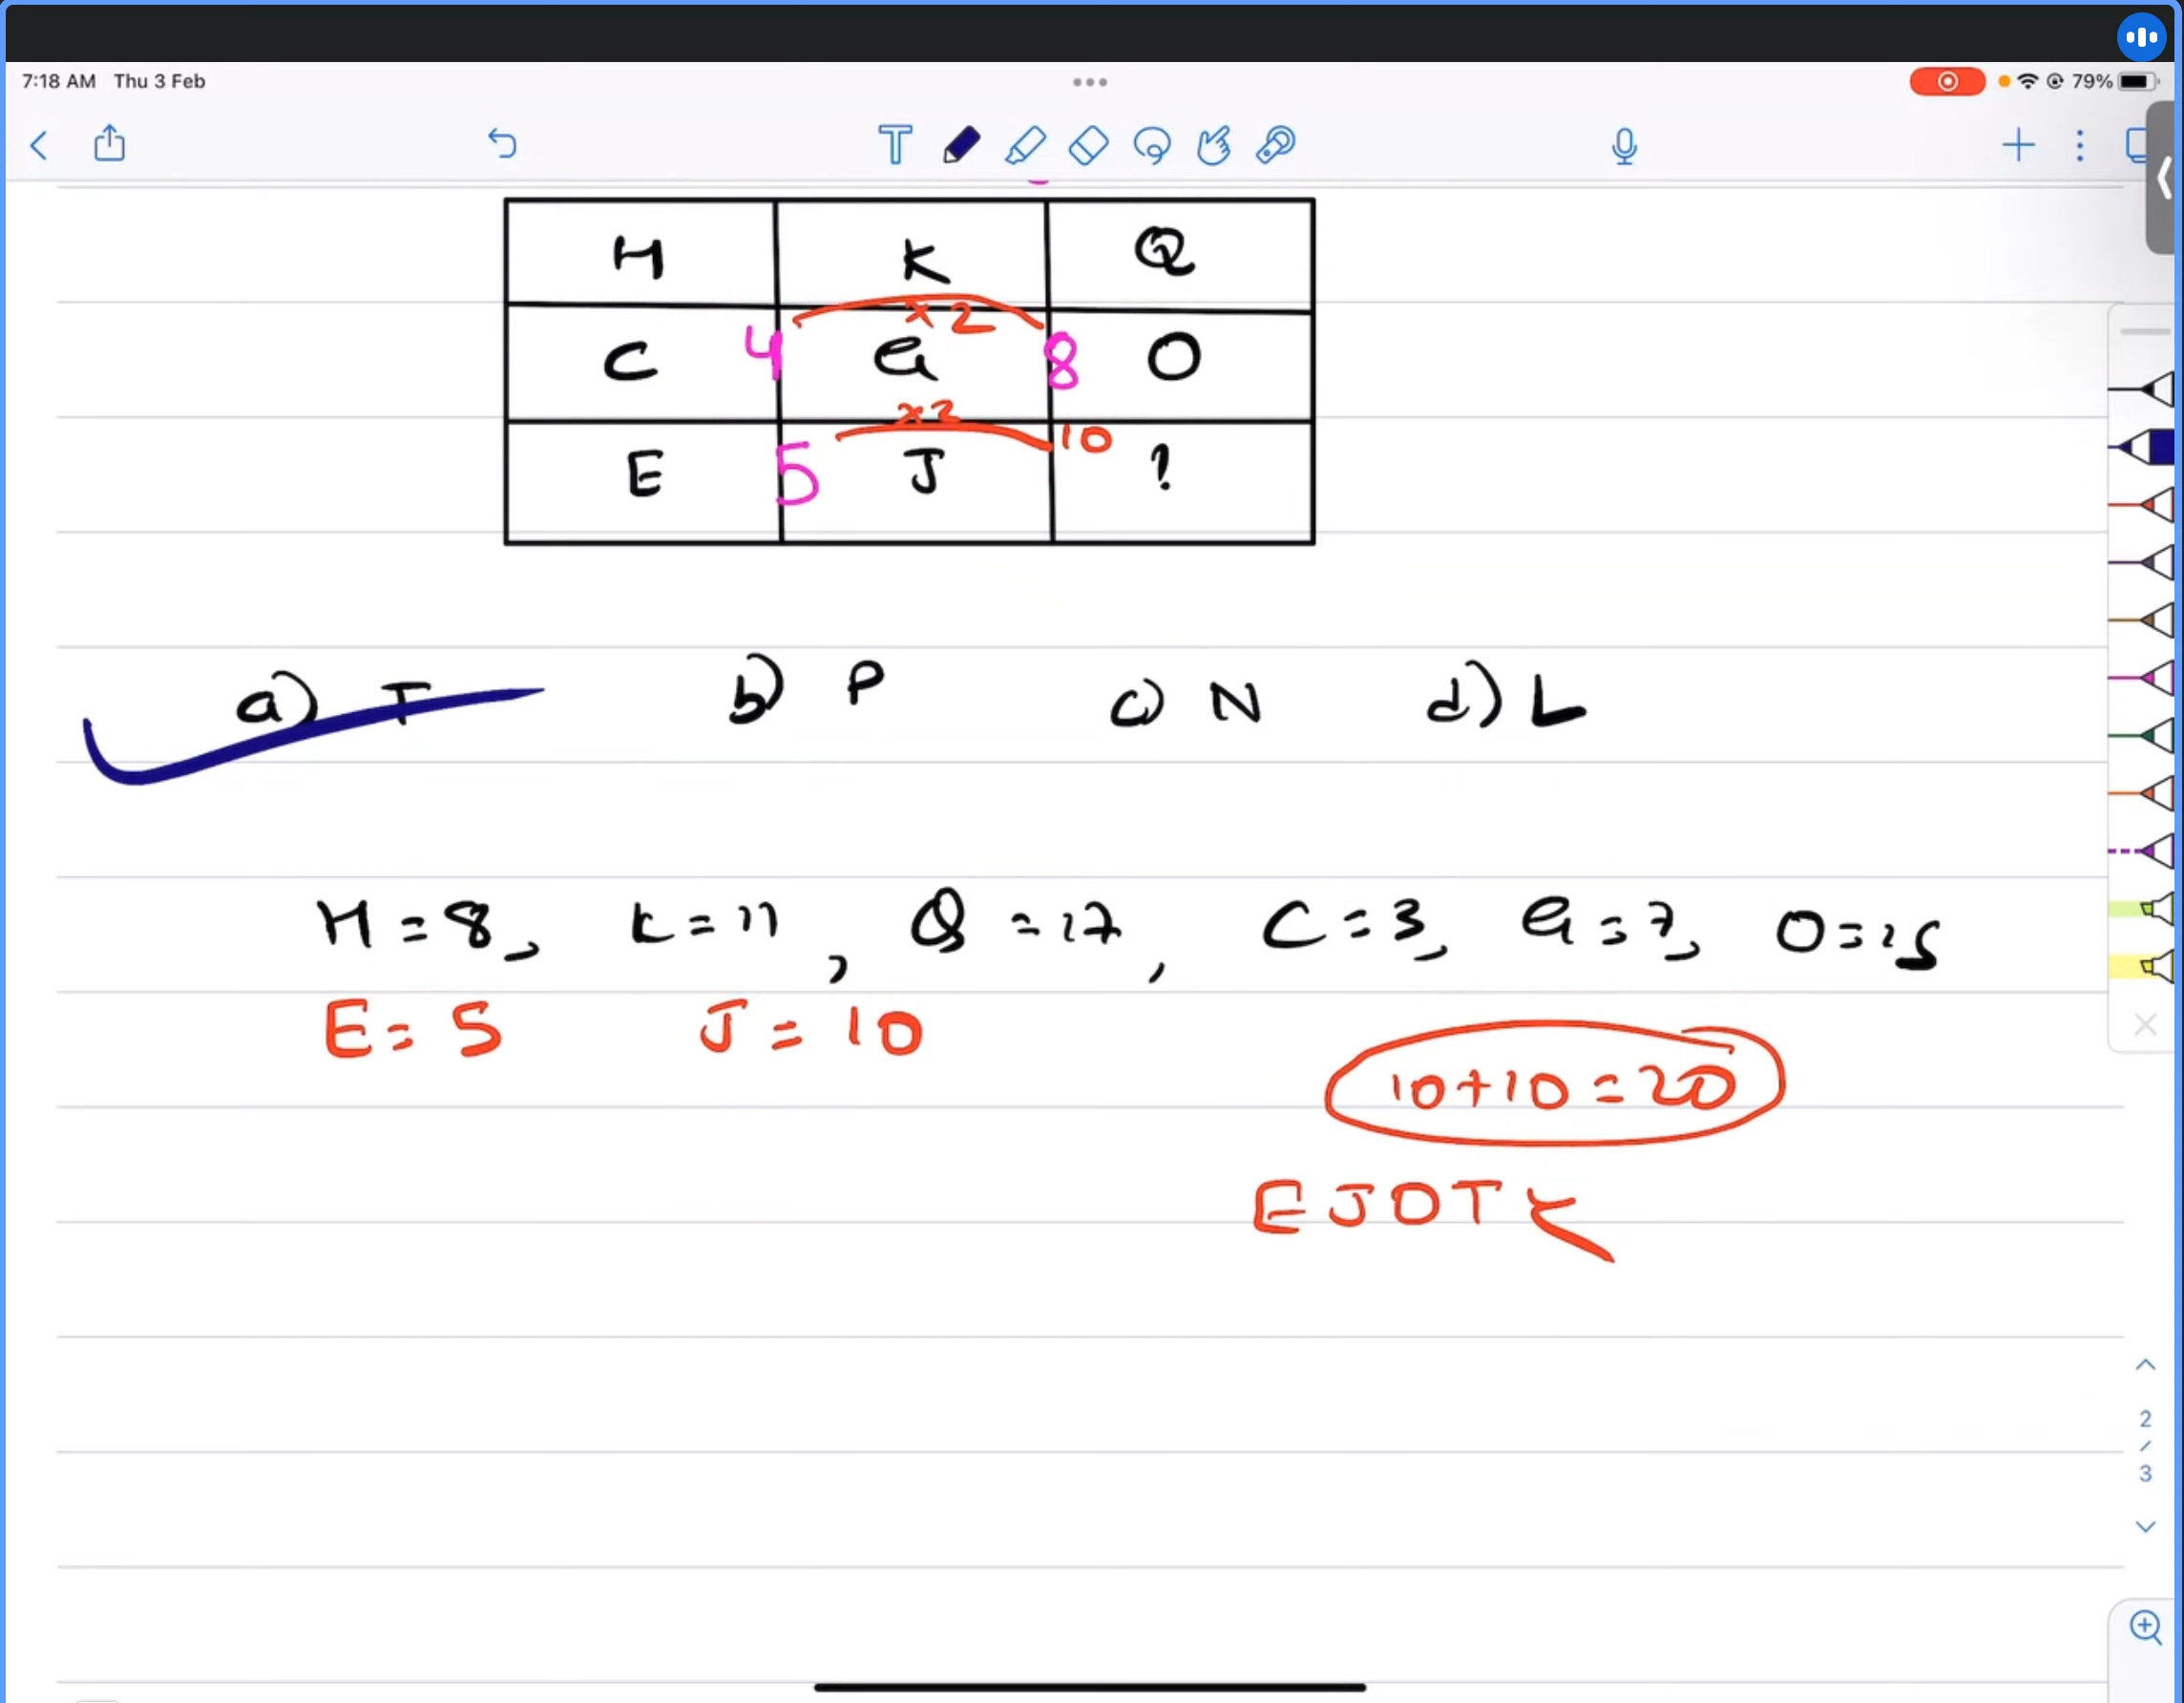 7:18 AM Thu 3 Feb 79%
H K Q
×2
C 4 G 8 O
×2
E 5 J 10 ?
a) T b) P c) N d) L
H = 8, K = 11, Q = 17, C = 3, G = 7, O = 15
E = 5 J = 10
10+10 = 20
EJOTY
2
/
3